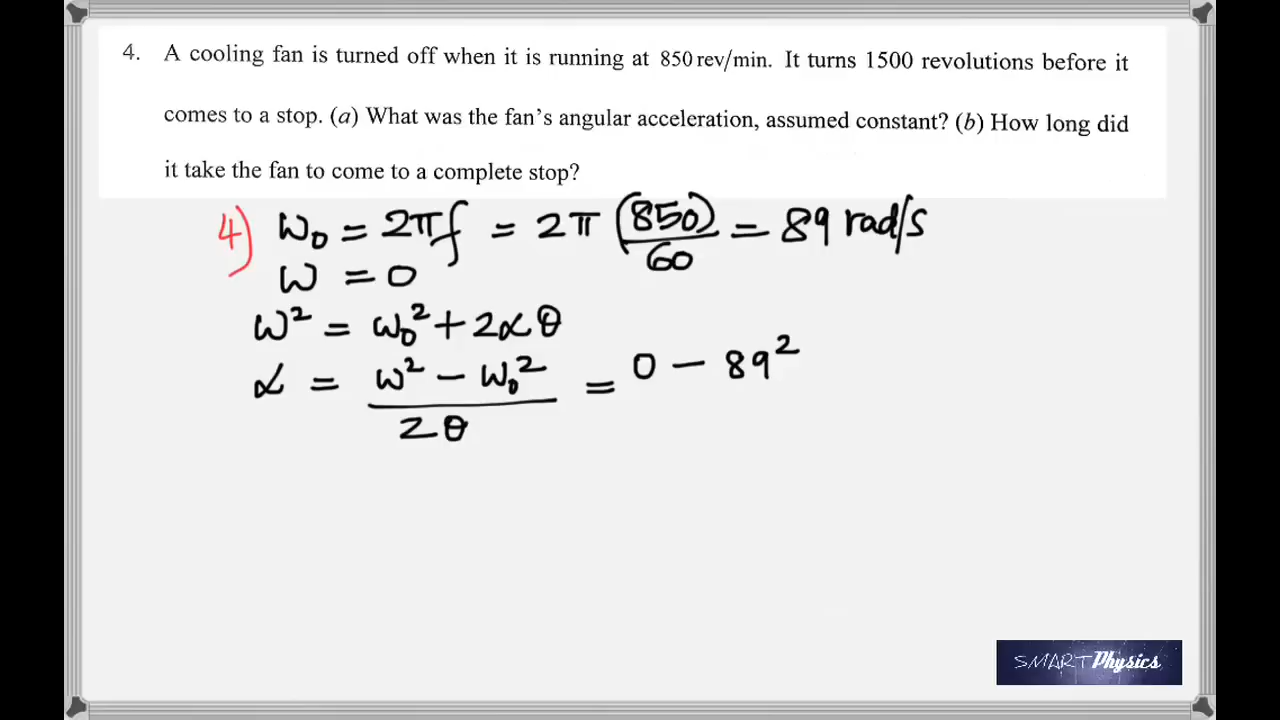 4. A cooling fan is turned off when it is running at 850 rev/min. It turns 1500 revolutions before it
comes to a stop. (a) What was the fan’s angular acceleration, assumed constant? (b) How long did
it take the fan to come to a complete stop?
4) ω₀ = 2πf = 2π (850)/60 = 89 rad/s
ω = 0
ω² = ω₀² + 2αθ
α = (ω² − ω₀²)/2θ = 0 − 89²
SMART Physics